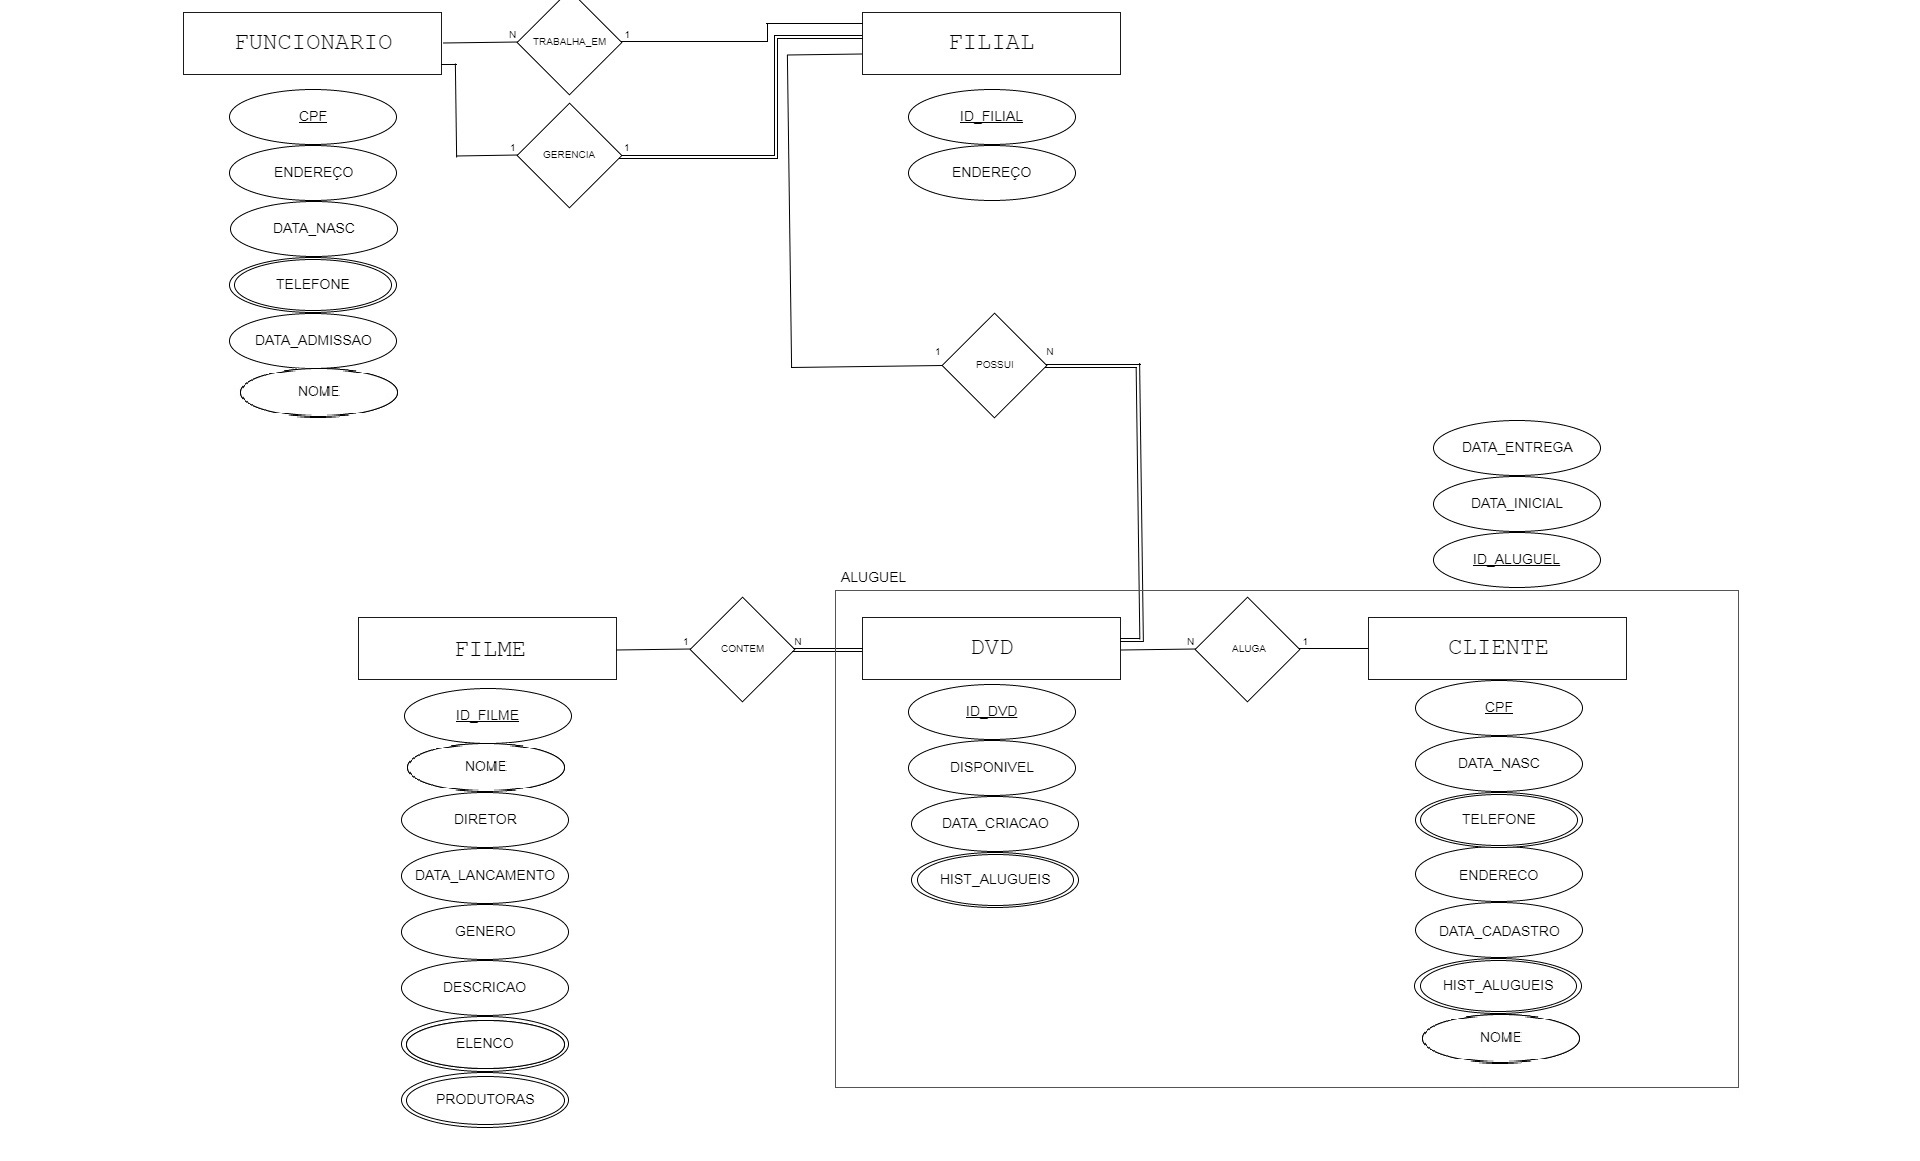 FUNCIONARIO
N
TRABALHA_EM
1
FILIAL
CPF
ENDEREÇO
DATA_NASC
TELEFONE
DATA_ADMISSAO
NOME
1
GERENCIA
1
ID_FILIAL
ENDEREÇO
1
POSSUI
N
DATA_ENTREGA
DATA_INICIAL
ID_ALUGUEL
ALUGUEL
FILME
1
CONTEM
N
DVD
N
ALUGA
1
CLIENTE
ID_FILME
NOME
DIRETOR
DATA_LANCAMENTO
GENERO
DESCRICAO
ELENCO
PRODUTORAS
ID_DVD
DISPONIVEL
DATA_CRIACAO
HIST_ALUGUEIS
CPF
DATA_NASC
TELEFONE
ENDERECO
DATA_CADASTRO
HIST_ALUGUEIS
NOME